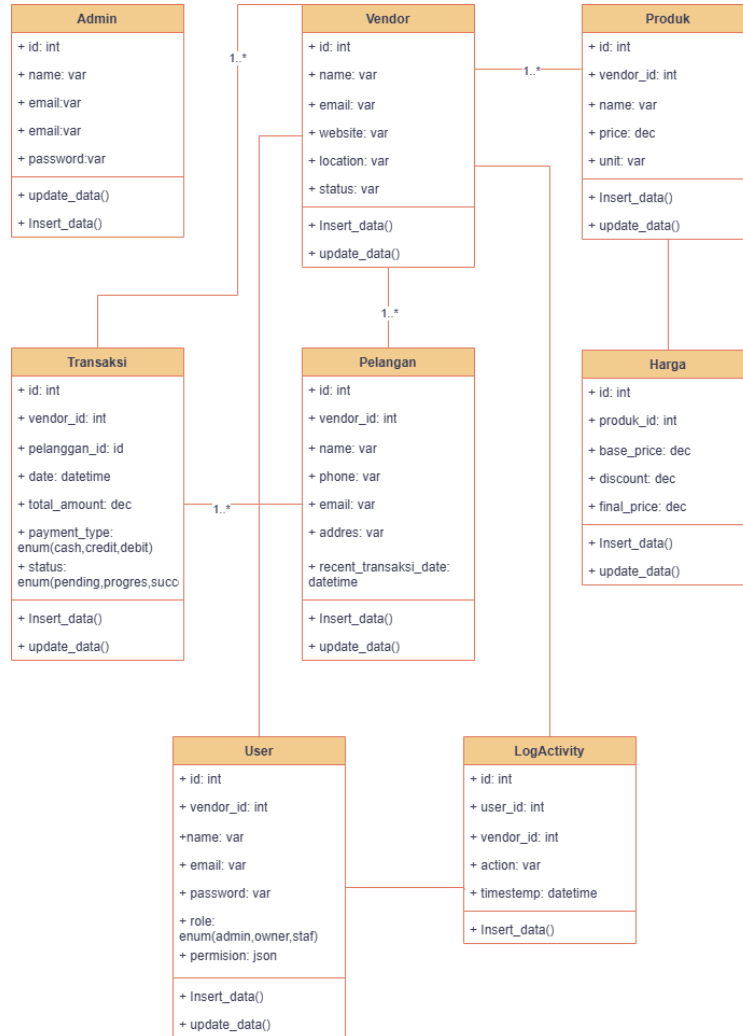 Admin
+ id: int
+ name: var
+ email:var
+ email:var
+ password:var
+ update_data()
+ Insert_data()
Vendor
+ id: int
+ name: var
+ email: var
+ website: var
+ location: var
+ status: var
+ Insert_data()
+ update_data()
Produk
+ id: int
+ vendor_id: int
+ name: var
+ price: dec
+ unit: var
+ Insert_data()
+ update_data()
1..*
1..*
1..*
Transaksi
+ id: int
+ vendor_id: int
+ pelanggan_id: id
+ date: datetime
+ total_amount: dec
+ payment_type:
enum(cash,credit,debit)
+ status:
enum(pending,progres,succ
+ Insert_data()
+ update_data()
1..*
Pelangan
+ id: int
+ vendor_id: int
+ name: var
+ phone: var
+ email: var
+ addres: var
+ recent_transaksi_date:
datetime
+ Insert_data()
+ update_data()
Harga
+ id: int
+ produk_id: int
+ base_price: dec
+ discount: dec
+ final_price: dec
+ Insert_data()
+ update_data()
User
+ id: int
+ vendor_id: int
+name: var
+ email: var
+ password: var
+ role:
enum(admin,owner,staf)
+ permision: json
+ Insert_data()
+ update_data()
LogActivity
+ id: int
+ user_id: int
+ vendor_id: int
+ action: var
+ timestemp: datetime
+ Insert_data()